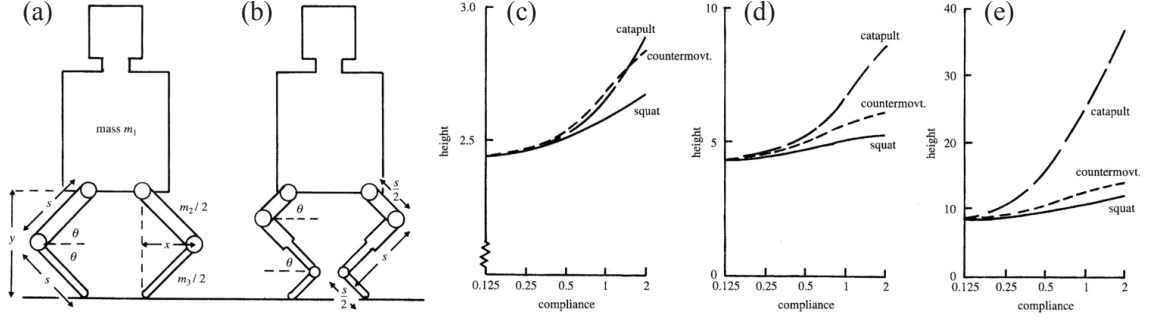 (a)
mass m₁
s
θ
y
x
m₂/2
θ
s
m₃/2
s
(b)
s/2
θ
θ
s
s/2
(c)
3.0
2.5
height
catapult
countermovt.
squat
0.125 0.25 0.5 1 2
compliance
(d)
10
5
0
height
catapult
countermovt.
squat
0.125 0.25 0.5 1 2
compliance
(e)
40
30
20
10
0
height
catapult
countermovt.
squat
0.125 0.25 0.5 1 2
compliance